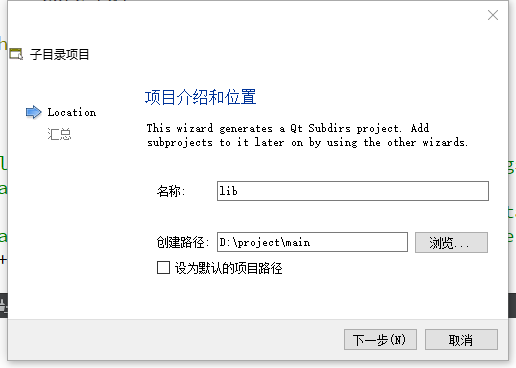 子目录项目
Location
汇总
项目介绍和位置
This wizard generates a Qt Subdirs project. Add
subprojects to it later on by using the other wizards.
名称:
lib
创建路径:
D:\project\main
浏览...
设为默认的项目路径
下一步(N)
取消